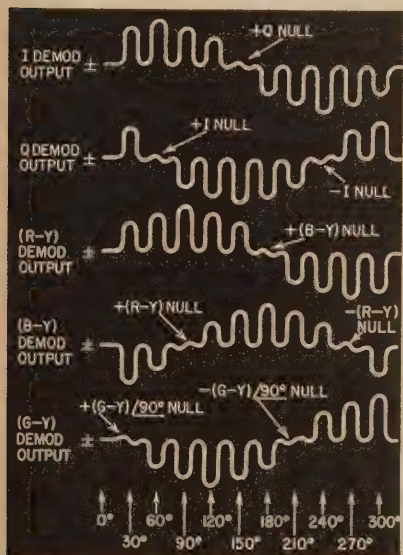 +Q NULL
I DEMOD
OUTPUT ±
+I NULL
Q DEMOD
OUTPUT ±
-I NULL
(R-Y)
DEMOD
OUTPUT ±
+(B-Y) NULL
+(R-Y) NULL
-(R-Y)
NULL
(B-Y)
DEMOD
OUTPUT ±
-(G-Y)/90° NULL
+(G-Y)/90° NULL
(G-Y)
DEMOD
OUTPUT ±
0° 60° 120° 180° 240° 300°
30° 90° 150° 210° 270°